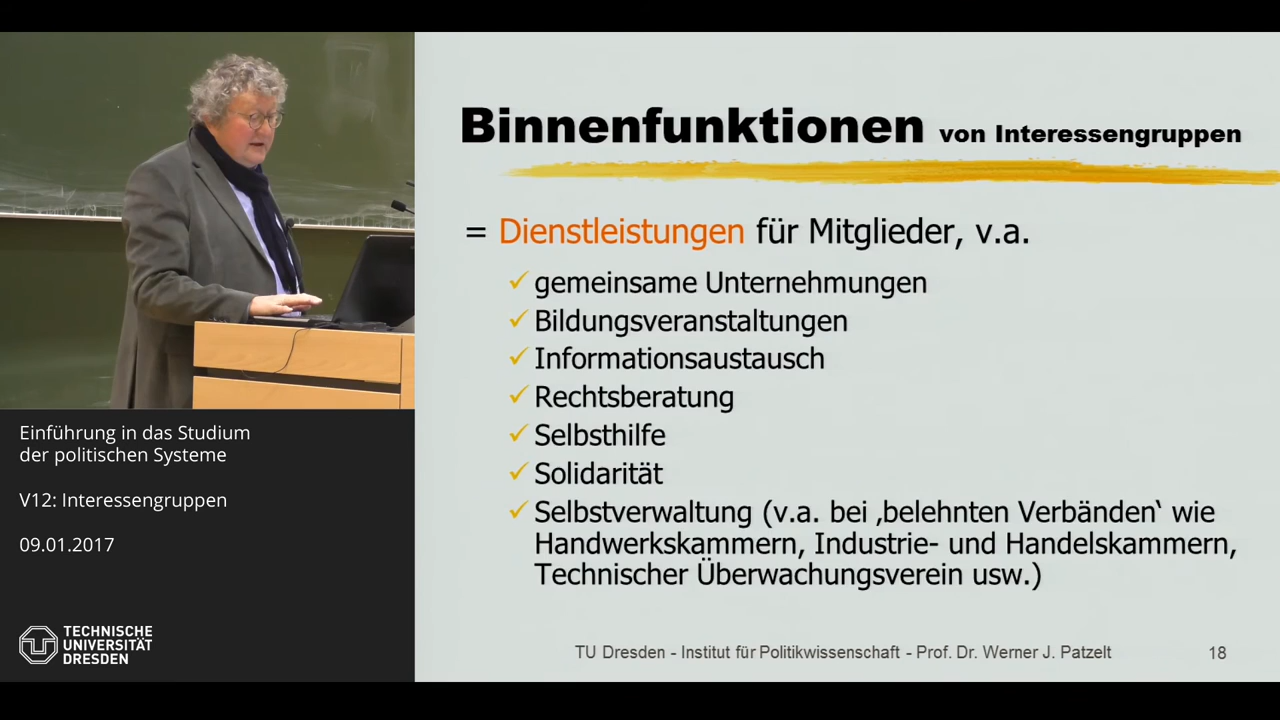 Binnenfunktionen von Interessengruppen
= Dienstleistungen für Mitglieder, v.a.
gemeinsame Unternehmungen
Bildungsveranstaltungen
Informationsaustausch
Rechtsberatung
Selbsthilfe
Solidarität
Selbstverwaltung (v.a. bei ‚belehnten Verbänden‘ wie
Handwerkskammern, Industrie- und Handelskammern,
Technischer Überwachungsverein usw.)
TU Dresden - Institut für Politikwissenschaft - Prof. Dr. Werner J. Patzelt
18
Einführung in das Studium
der politischen Systeme
V12: Interessengruppen
09.01.2017
TECHNISCHE
UNIVERSITÄT
DRESDEN